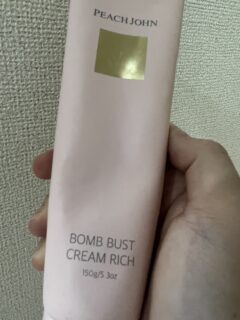 PEACH JOHN
BOMB BUST
CREAM RICH
150g/5.3oz